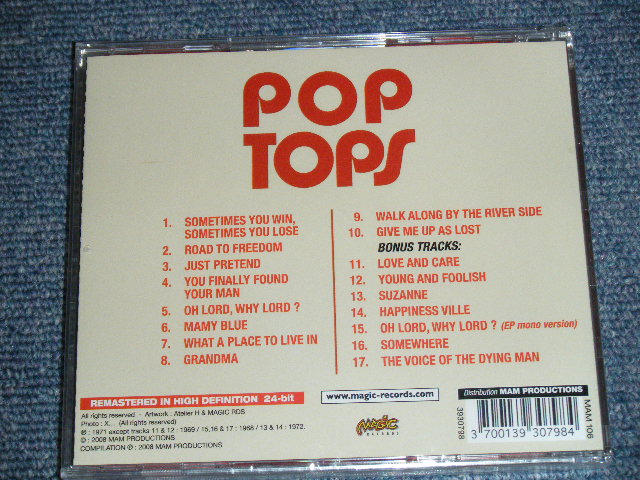 POP
TOPS
1. SOMETIMES YOU WIN,
SOMETIMES YOU LOSE
2. ROAD TO FREEDOM
3. JUST PRETEND
4. YOU FINALLY FOUND
YOUR MAN
5. OH LORD, WHY LORD ?
6. MAMY BLUE
7. WHAT A PLACE TO LIVE IN
8. GRANDMA
9. WALK ALONG BY THE RIVER SIDE
10. GIVE ME UP AS LOST
BONUS TRACKS:
11. LOVE AND CARE
12. YOUNG AND FOOLISH
13. SUZANNE
14. HAPPINESS VILLE
15. OH LORD, WHY LORD ? (EP mono version)
16. SOMEWHERE
17. THE VOICE OF THE DYING MAN
REMASTERED IN HIGH DEFINITION 24-bit
All rights reserved - Artwork : Atelier H & MAGIC RDS
Photo : X... (All rights reserved)
℗ : 1971 except tracks 11 & 12 : 1969 / 15,16 & 17 : 1968 / 13 & 14 : 1972.
© : 2008 MAM PRODUCTIONS
COMPILATION ℗ : 2008 MAM PRODUCTIONS
www.magic-records.com
MAGIC
RECORDS
Distribution MAM PRODUCTIONS
MAM 106
3930798
3 700139 307984